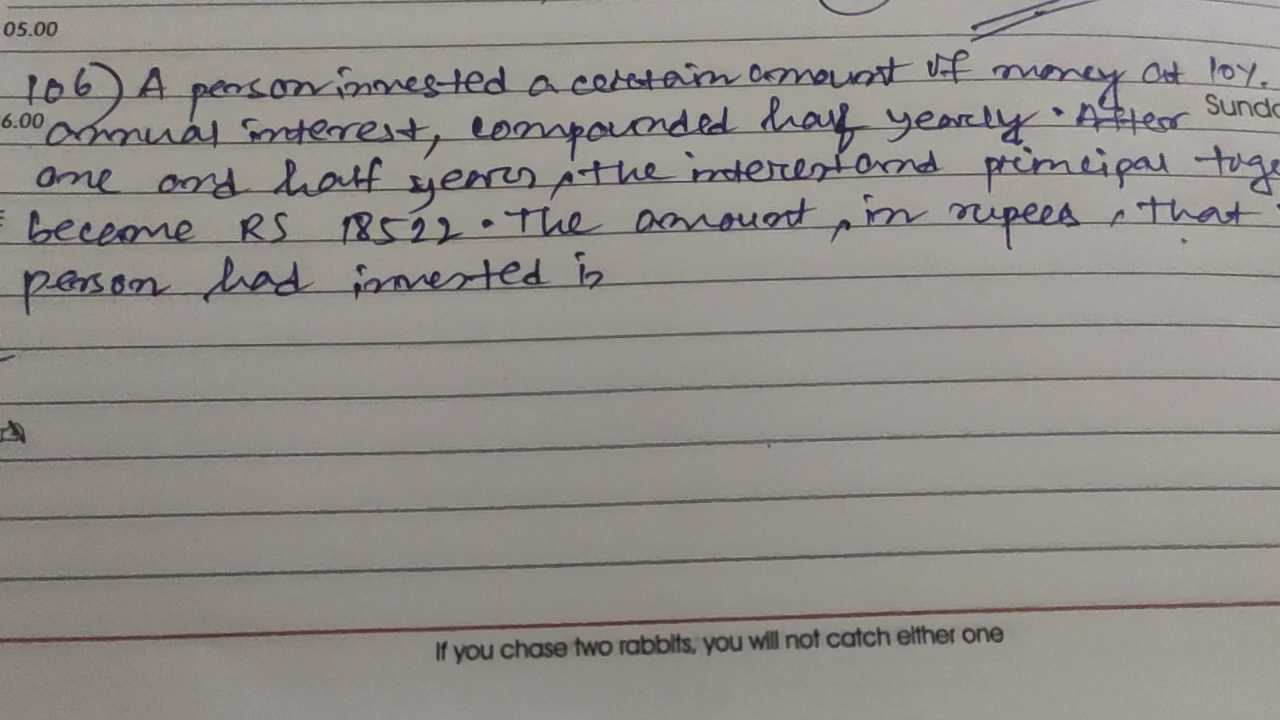 05.00
106) A person invested a certain amount of money at 10%.
6.00 annual interest, compounded half yearly. After Sunda
one and half years, the interest and principal toge
become RS 18522. The amount, in rupees, that
person had invested is
If you chase two rabbits, you will not catch either one